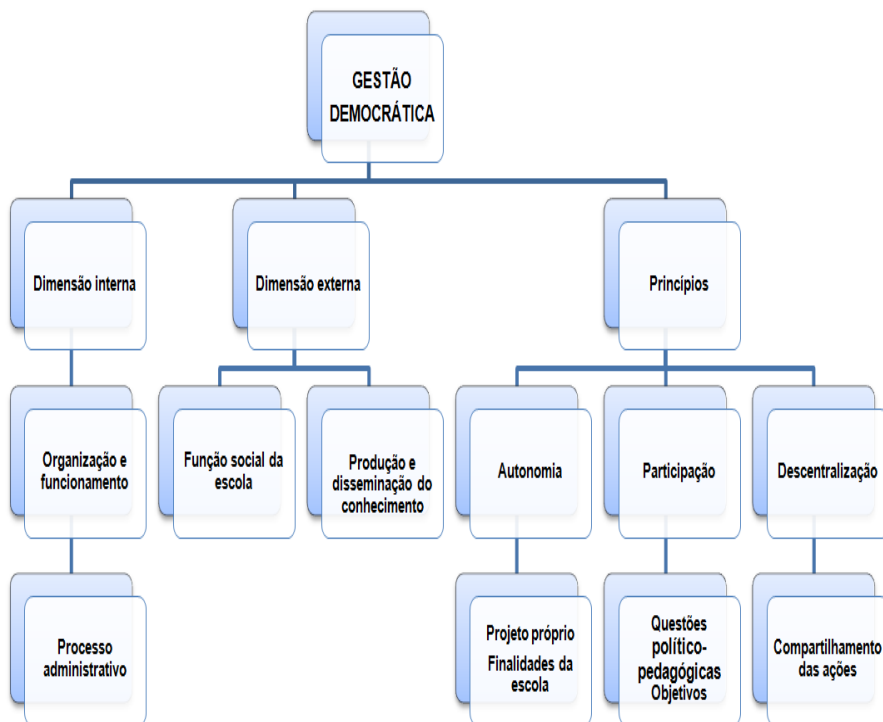 GESTÃO
DEMOCRÁTICA
Dimensão interna
Dimensão externa
Princípios
Organização e
funcionamento
Função social da
escola
Produção e
disseminação do
conhecimento
Autonomia
Participação
Descentralização
Processo
administrativo
Projeto próprio
Finalidades da
escola
Questões
político-
pedagógicas
Objetivos
Compartilhamento
das ações